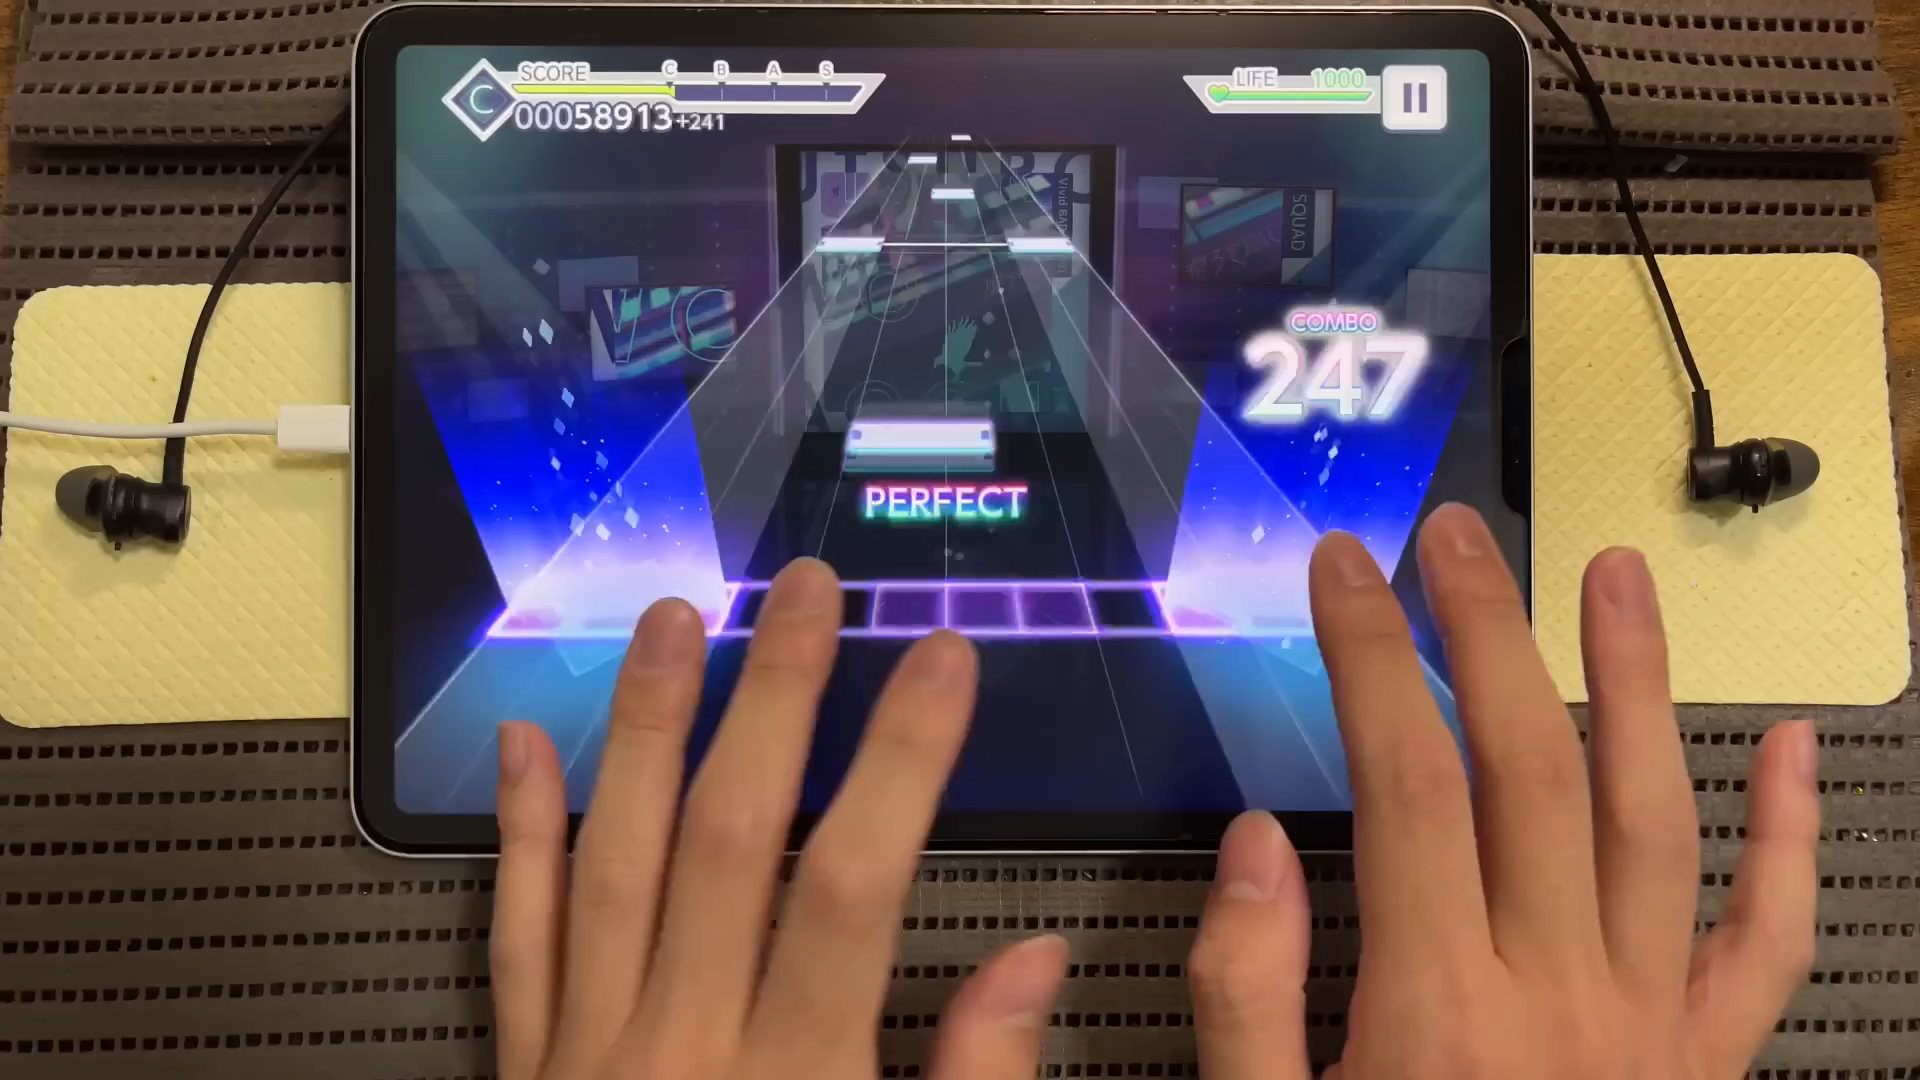 SCORE
C B A S
C
00058913+241
LIFE 1000
SQUAD
COMBO
247
PERFECT